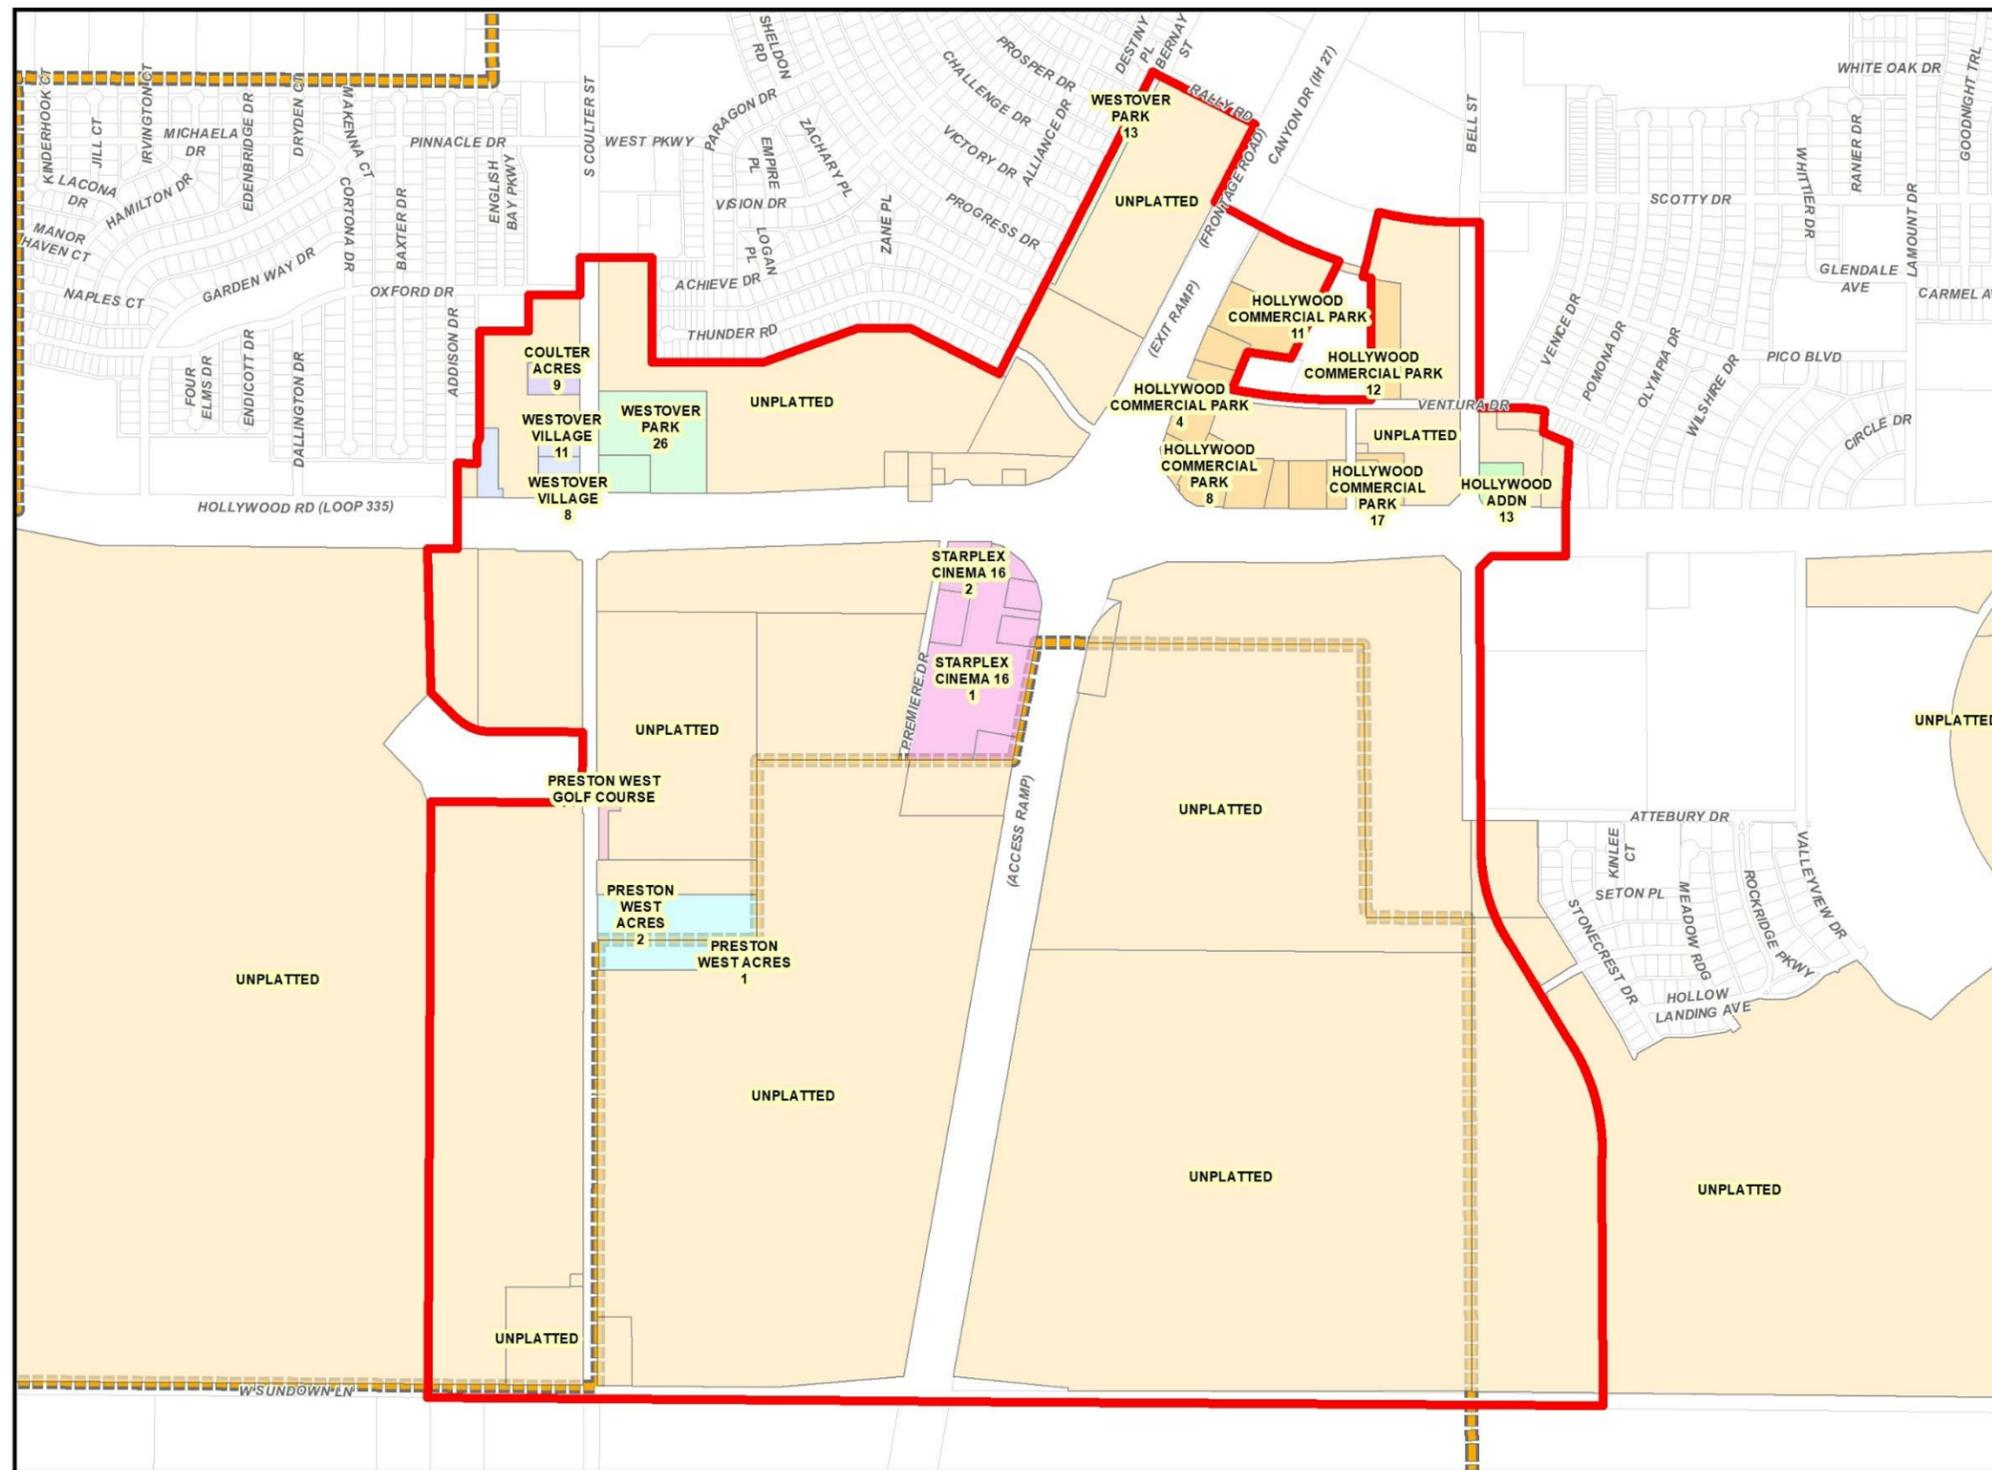 SHELDON
RD
DESTINY
PL
BERNAY
ST
PROSPER DR
CHALLENGE DR
CANYON DR (IH 27)
WHITE OAK DR
GOODNIGHT TRL
KINDERHOOK CT
JILL CT
IRVINGTON CT
MICHAELA
DR
EDENBRIDGE DR
DRYDEN CT
MAKENNA CT
PINNACLE DR
S COULTER ST
WEST PKWY
PARAGON DR
EMPIRE
PL
ZACHARY PL
VICTORY DR
ALLIANCE DR
WESTOVER
PARK
13
RALLY RD
(FRONTAGE ROAD)
BELL ST
RANIER DR
WHITTIER DR
LACONA
DR
HAMILTON DR
CORTONA DR
BAXTER DR
ENGLISH
BAY PKWY
VISION DR
ZANE PL
PROGRESS DR
UNPLATTED
SCOTTY DR
LAMOUNT DR
MANOR
HAVEN CT
GARDEN WAY DR
LOGAN
PL
ACHIEVE DR
GLENDALE
AVE
CARMEL A
NAPLES CT
OXFORD DR
THUNDER RD
(EXIT RAMP)
HOLLYWOOD
COMMERCIAL PARK
11
VENICE DR
POMONA DR
OLYMPIA DR
WILSHIRE DR
PICO BLVD
FOUR
ELMS DR
ENDICOTT DR
DALLINGTON DR
ADDISON DR
COULTER
ACRES
9
HOLLYWOOD
COMMERCIAL PARK
12
HOLLYWOOD
COMMERCIAL PARK
4
VENTURA DR
CIRCLE DR
WESTOVER
VILLAGE
11
WESTOVER
PARK
26
UNPLATTED
UNPLATTED
HOLLYWOOD
COMMERCIAL
PARK
8
HOLLYWOOD
COMMERCIAL
PARK
17
HOLLYWOOD
ADDN
13
WESTOVER
VILLAGE
8
HOLLYWOOD RD (LOOP 335)
STARPLEX
CINEMA 16
2
STARPLEX
CINEMA 16
1
PREMIERE DR
UNPLATTED
UNPLATTED
PRESTON WEST
GOLF COURSE
(ACCESS RAMP)
UNPLATTED
ATTEBURY DR
KINLEE
CT
SETON PL
STONECREST DR
MEADOW RDG
ROCKRIDGE PKWY
VALLEYVIEW DR
HOLLOW
LANDING AVE
PRESTON
WEST
ACRES
2
PRESTON
WEST ACRES
1
UNPLATTED
UNPLATTED
UNPLATTED
UNPLATTED
UNPLATTED
W SUNDOWN LN